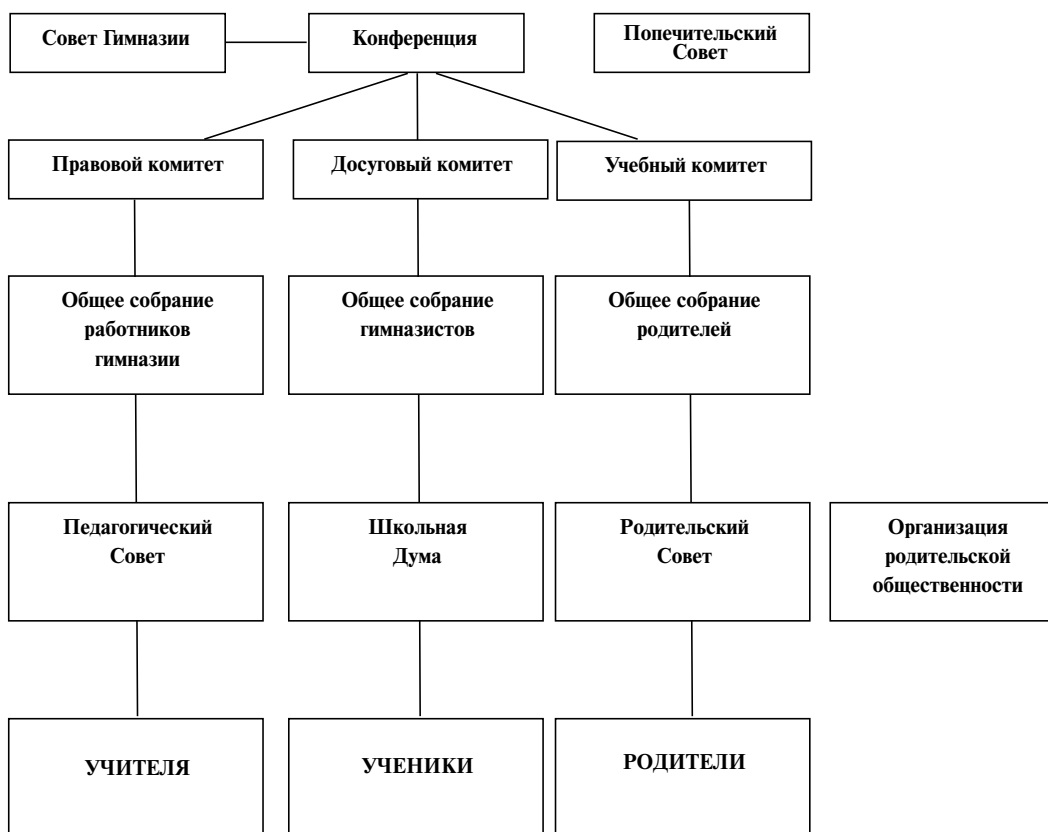 Совет Гимназии
Конференция
Попечительский
Совет
Правовой комитет
Досуговый комитет
Учебный комитет
Общее собрание
работников
гимназии
Общее собрание
гимназистов
Общее собрание
родителей
Педагогический
Совет
Школьная
Дума
Родительский
Совет
Организация
родительской
общественности
УЧИТЕЛЯ
УЧЕНИКИ
РОДИТЕЛИ